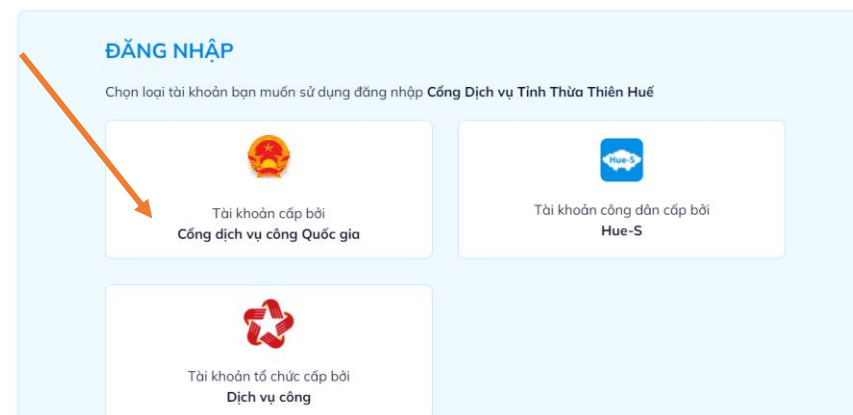 ĐĂNG NHẬP
Chọn loại tài khoản bạn muốn sử dụng đăng nhập Cổng Dịch vụ Tỉnh Thừa Thiên Huế
Tài khoản cấp bởi
Cổng dịch vụ công Quốc gia
Hue-S
Tài khoản công dân cấp bởi
Hue-S
Tài khoản tổ chức cấp bởi
Dịch vụ công